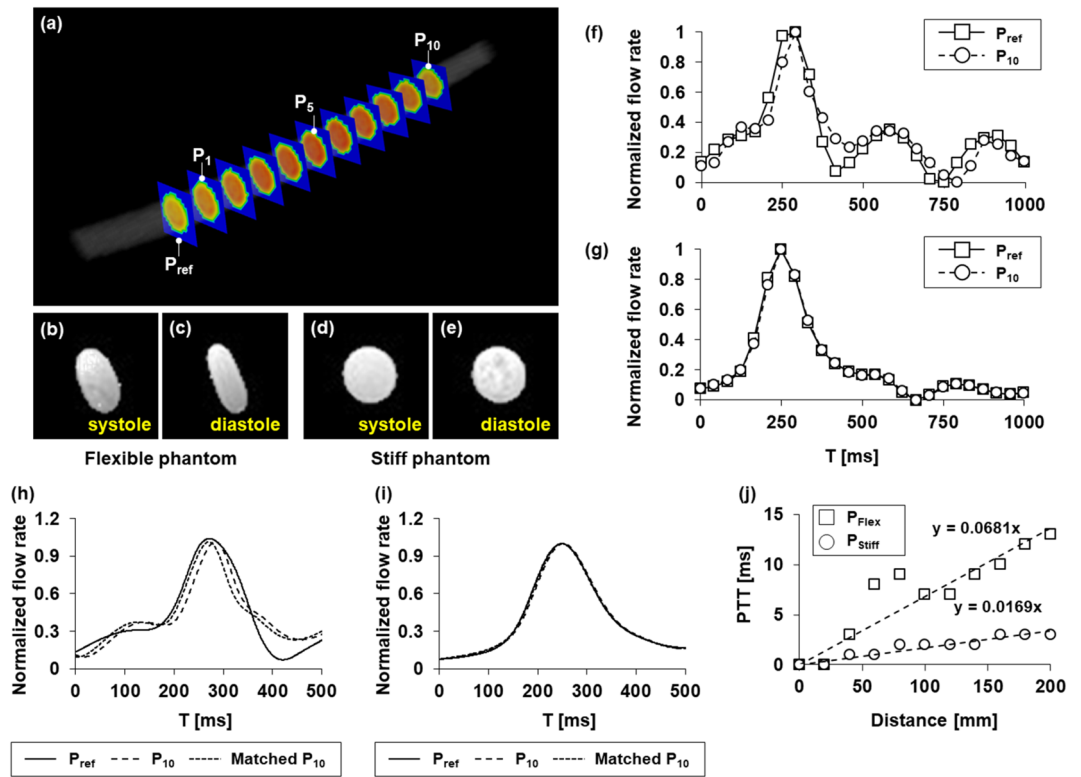 (a)
P10
P5
P1
Pref
(b)
systole
(c)
diastole
(d)
systole
(e)
diastole
Flexible phantom
Stiff phantom
(f)
Normalized flow rate
1
0.8
0.6
0.4
0.2
0
0 250 500 750 1000
Pref
P10
(g)
Normalized flow rate
1
0.8
0.6
0.4
0.2
0
0 250 500 750 1000
T [ms]
Pref
P10
(h)
Normalized flow rate
1.2
0.9
0.6
0.3
0
0 100 200 300 400 500
T [ms]
Pref P10 Matched P10
(i)
Normalized flow rate
1.2
0.9
0.6
0.3
0
0 100 200 300 400 500
T [ms]
Pref P10 Matched P10
(j)
PTT [ms]
15
10
5
0
0 40 80 120 160 200
Distance [mm]
PFlex
PStiff
y = 0.0681x
y = 0.0169x